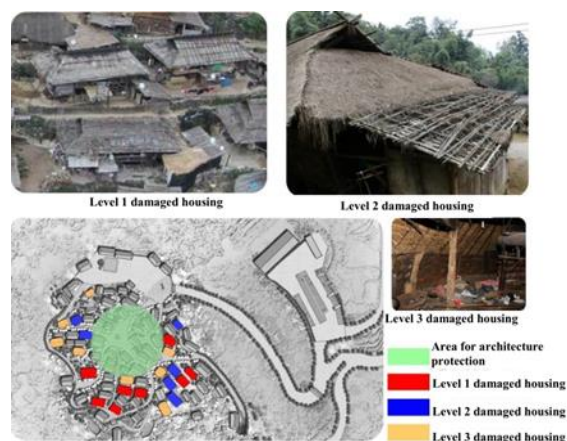 Level 1 damaged housing
Level 2 damaged housing
Level 3 damaged housing
Area for architecture
protection
Level 1 damaged housing
Level 2 damaged housing
Level 3 damaged housing